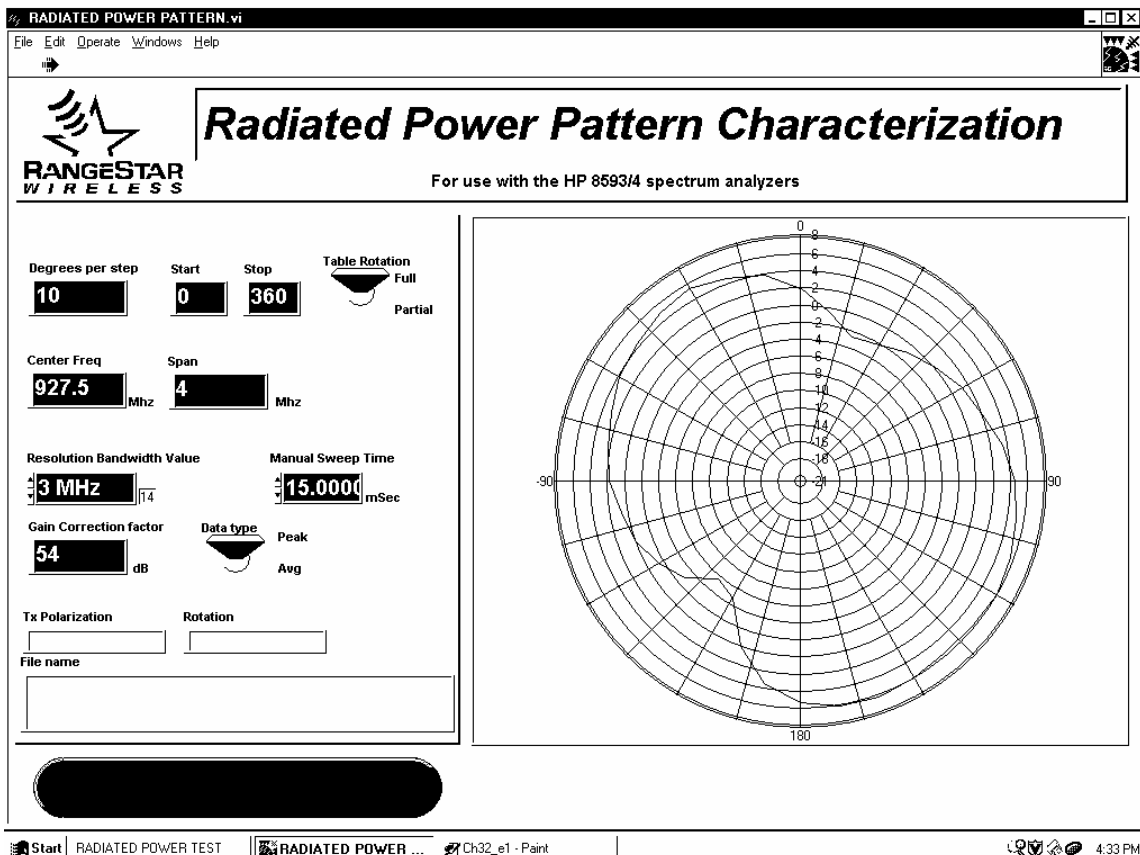 RADIATED POWER PATTERN.vi
File Edit Operate Windows Help
RANGESTAR
WIRELESS
Radiated Power Pattern Characterization
For use with the HP 8593/4 spectrum analyzers
Degrees per step
10
Start
0
Stop
360
Table Rotation
Full
Partial
Center Freq
927.5
Mhz
Span
4
Mhz
Resolution Bandwidth Value
3 MHz
14
Manual Sweep Time
15.000
mSec
Gain Correction factor
54
dB
Data type
Peak
Avg
Tx Polarization
Rotation
File name
0
8
6
4
2
0
-2
-4
-6
-8
-10
-12
-14
-16
-18
-21
-90
90
180
Start
RADIATED POWER TEST
RADIATED POWER ...
Ch32_e1 - Paint
4:33 PM